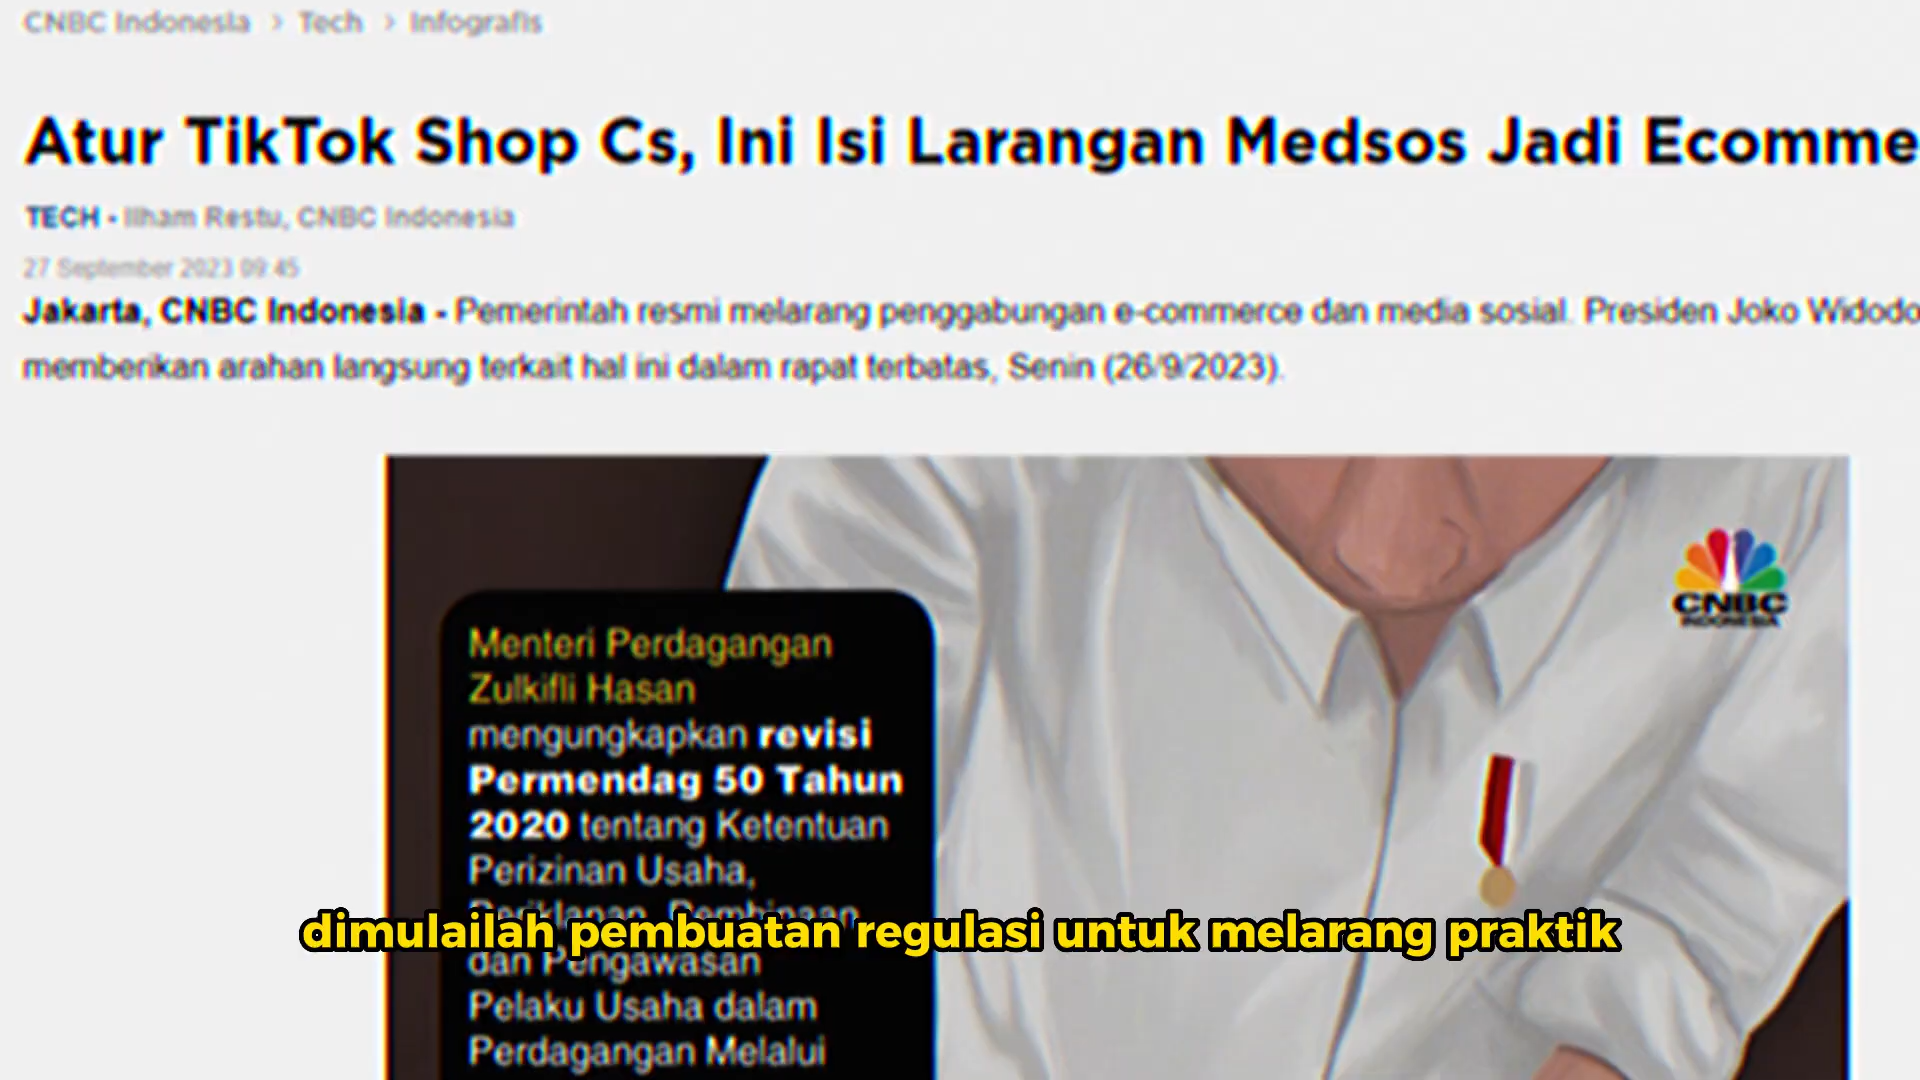 CNBC Indonesia > Tech > Infografis
Atur TikTok Shop Cs, Ini Isi Larangan Medsos Jadi Ecomme
TECH - Ilham Restu, CNBC Indonesia
27 September 2023 09:45
Jakarta, CNBC Indonesia - Pemerintah resmi melarang penggabungan e-commerce dan media sosial. Presiden Joko Widodo
memberikan arahan langsung terkait hal ini dalam rapat terbatas, Senin (26/9/2023).
CNBC
INDONESIA
Menteri Perdagangan
Zulkifli Hasan
mengungkapkan revisi
Permendag 50 Tahun
2020 tentang Ketentuan
Perizinan Usaha,
Periklanan, Pembinaan
dimulailah pembuatan regulasi untuk melarang praktik
dan Pengawasan
Pelaku Usaha dalam
Perdagangan Melalui